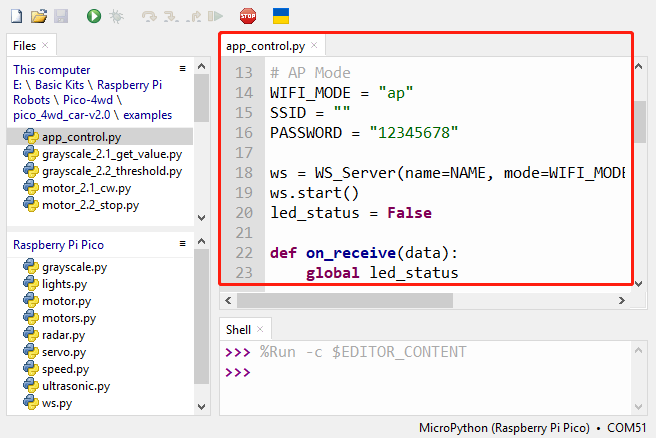 STOP
Files ×
This computer ≡
E: \ Basic Kits \ Raspberry Pi
Robots \ Pico-4wd \
pico_4wd_car-v2.0 \ examples
app_control.py
grayscale_2.1_get_value.py
grayscale_2.2_threshold.py
motor_2.1_cw.py
motor_2.2_stop.py
Raspberry Pi Pico ≡
grayscale.py
lights.py
motor.py
motors.py
radar.py
servo.py
speed.py
ultrasonic.py
ws.py
app_control.py ×
13 # AP Mode
14 WIFI_MODE = "ap"
15 SSID = ""
16 PASSWORD = "12345678"
17
18 ws = WS_Server(name=NAME, mode=WIFI_MODE
19 ws.start()
20 led_status = False
21
22 def on_receive(data):
23     global led_status
Shell ×
>>> %Run -c $EDITOR_CONTENT
>>>
MicroPython (Raspberry Pi Pico) • COM51